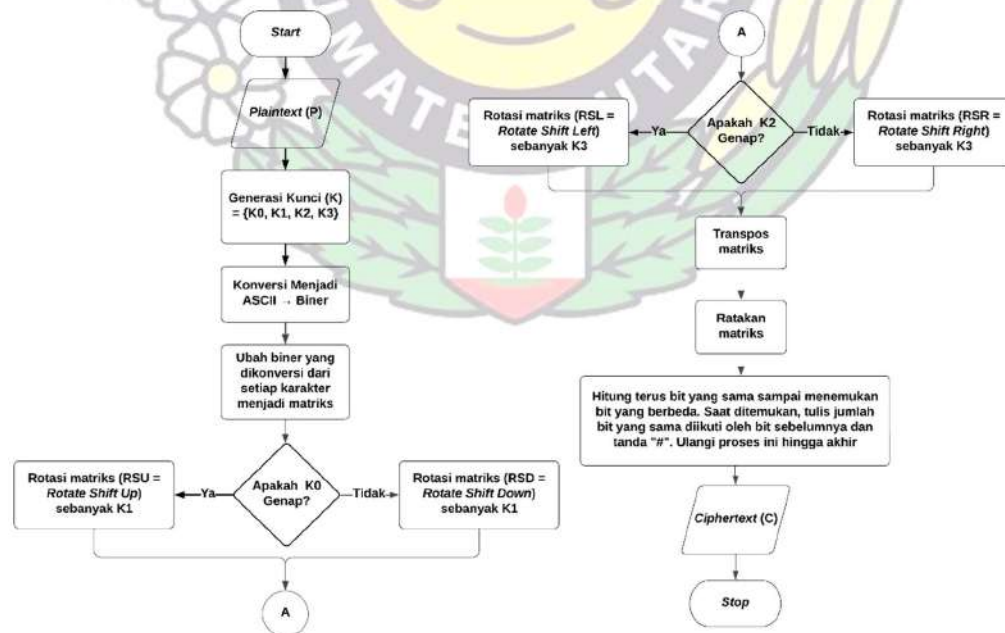 Start
Plaintext (P)
Generasi Kunci (K)
= {K0, K1, K2, K3}
Konversi Menjadi
ASCII → Biner
Ubah biner yang
dikonversi dari
setiap karakter
menjadi matriks
Apakah K0
Genap?
Ya
Tidak
Rotasi matriks (RSU =
Rotate Shift Up)
sebanyak K1
Rotasi matriks (RSD =
Rotate Shift Down)
sebanyak K1
A
A
Apakah K2
Genap?
Ya
Tidak
Rotasi matriks (RSL =
Rotate Shift Left)
sebanyak K3
Rotasi matriks (RSR =
Rotate Shift Right)
sebanyak K3
Transpos
matriks
Ratakan
matriks
Hitung terus bit yang sama sampai menemukan
bit yang berbeda. Saat ditemukan, tulis jumlah
bit yang sama diikuti oleh bit sebelumnya dan
tanda "#". Ulangi proses ini hingga akhir
Ciphertext (C)
Stop
UMATE
UTAR